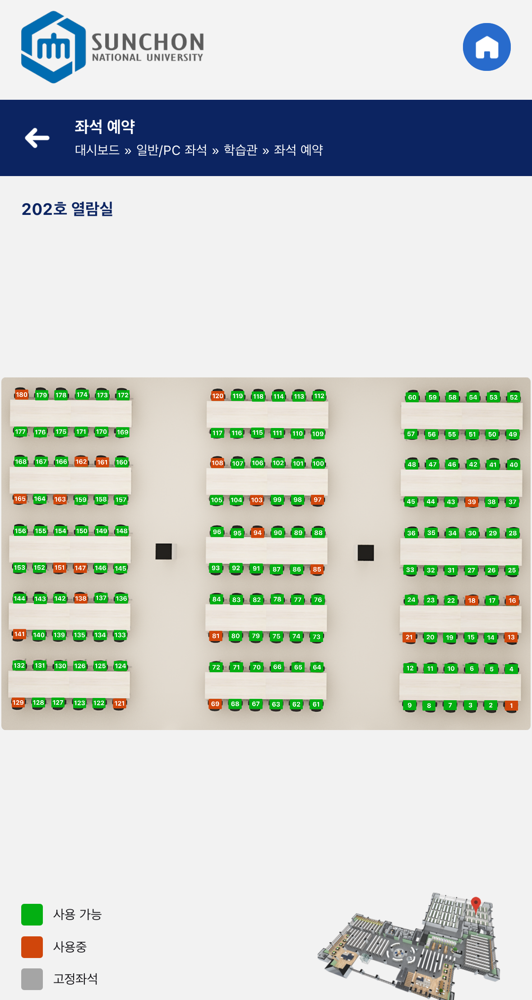 SUNCHON
NATIONAL UNIVERSITY
좌석 예약
대시보드 » 일반/PC 좌석 » 학습관 » 좌석 예약
202호 열람실
180 179 178 174 173 172 120 119 118 114 113 112 60 59 58 54 53 52
177 176 175 171 170 169 117 116 115 111 110 109 57 56 55 51 50 49
168 167 166 162 161 160 108 107 106 102 101 100 48 47 46 42 41 40
165 164 163 159 158 157 105 104 103 99 98 97 45 44 43 39 38 37
156 155 154 150 149 148 96 95 94 90 89 88 36 35 34 30 29 28
153 152 151 147 146 145 93 92 91 87 86 85 33 32 31 27 26 25
144 143 142 138 137 136 84 83 82 78 77 76 24 23 22 18 17 16
141 140 139 135 134 133 81 80 79 75 74 73 21 20 19 15 14 13
132 131 130 126 125 124 72 71 70 66 65 64 12 11 10 6 5 4
129 128 127 123 122 121 69 68 67 63 62 61 9 8 7 3 2 1
사용 가능
사용중
고정좌석